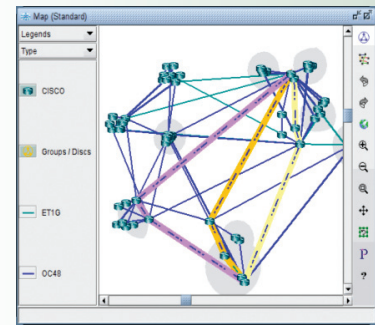 Map (Standard)
Legends
Type
CISCO
Groups / Discs
ET1G
OC48
P
?